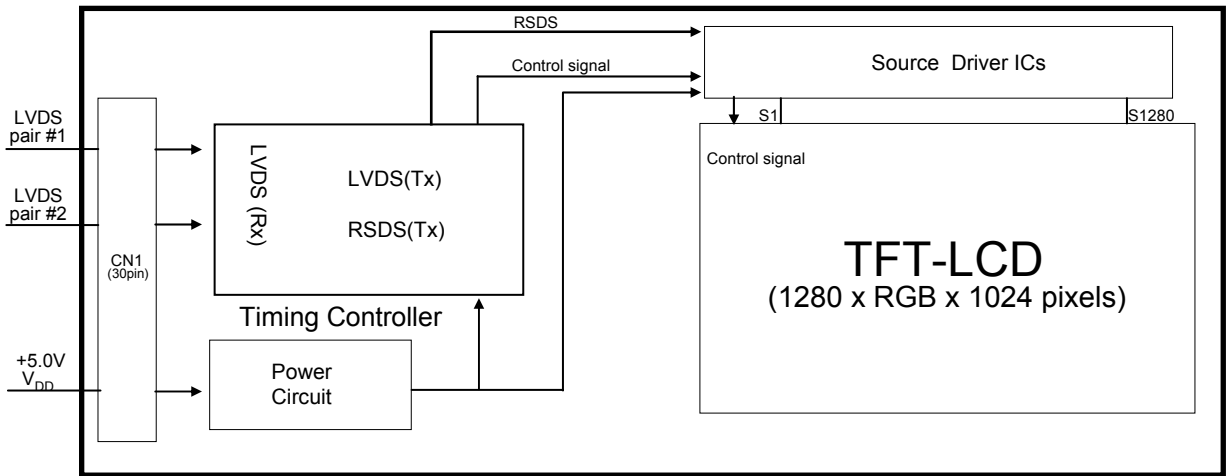 RSDS
Control signal
Source Driver ICs
S1
S1280
LVDS
pair #1
LVDS
pair #2
CN1
(30pin)
LVDS (Rx)
LVDS(Tx)
RSDS(Tx)
Timing Controller
+5.0V
VDD
Power
Circuit
Control signal
TFT-LCD
(1280 x RGB x 1024 pixels)